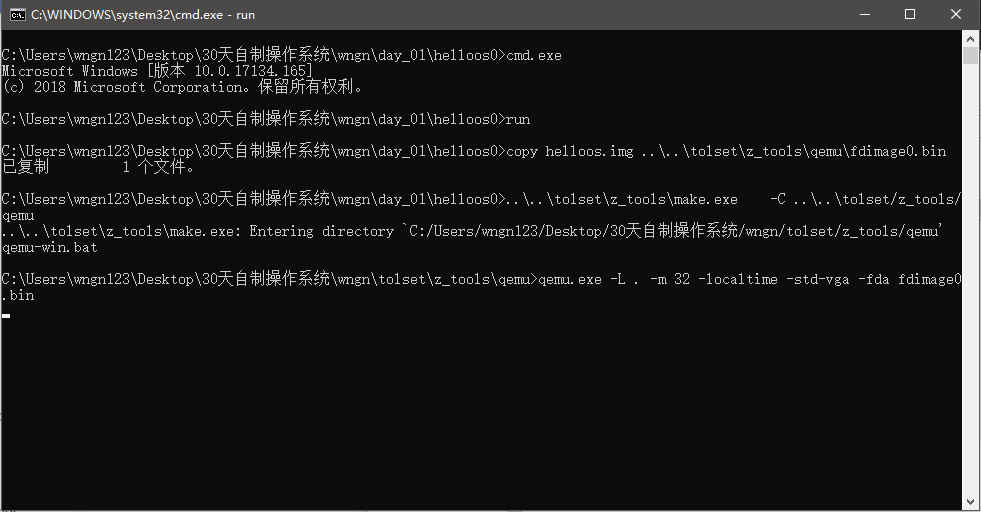 C:\WINDOWS\system32\cmd.exe - run
C:\Users\wngn123\Desktop\30天自制操作系统\wngn\day_01\helloos0>cmd.exe
Microsoft Windows [版本 10.0.17134.165]
(c) 2018 Microsoft Corporation。保留所有权利。
C:\Users\wngn123\Desktop\30天自制操作系统\wngn\day_01\helloos0>run
C:\Users\wngn123\Desktop\30天自制操作系统\wngn\day_01\helloos0>copy helloos.img ..\..\tolset\z_tools\qemu\fdimage0.bin
已复制         1 个文件。
C:\Users\wngn123\Desktop\30天自制操作系统\wngn\day_01\helloos0>..\..\tolset\z_tools\make.exe    -C ..\..\tolset/z_tools/
qemu
..\..\tolset\z_tools\make.exe: Entering directory `C:/Users/wngn123/Desktop/30天自制操作系统/wngn/tolset/z_tools/qemu'
qemu-win.bat
C:\Users\wngn123\Desktop\30天自制操作系统\wngn\tolset\z_tools\qemu>qemu.exe -L . -m 32 -localtime -std-vga -fda fdimage0
.bin